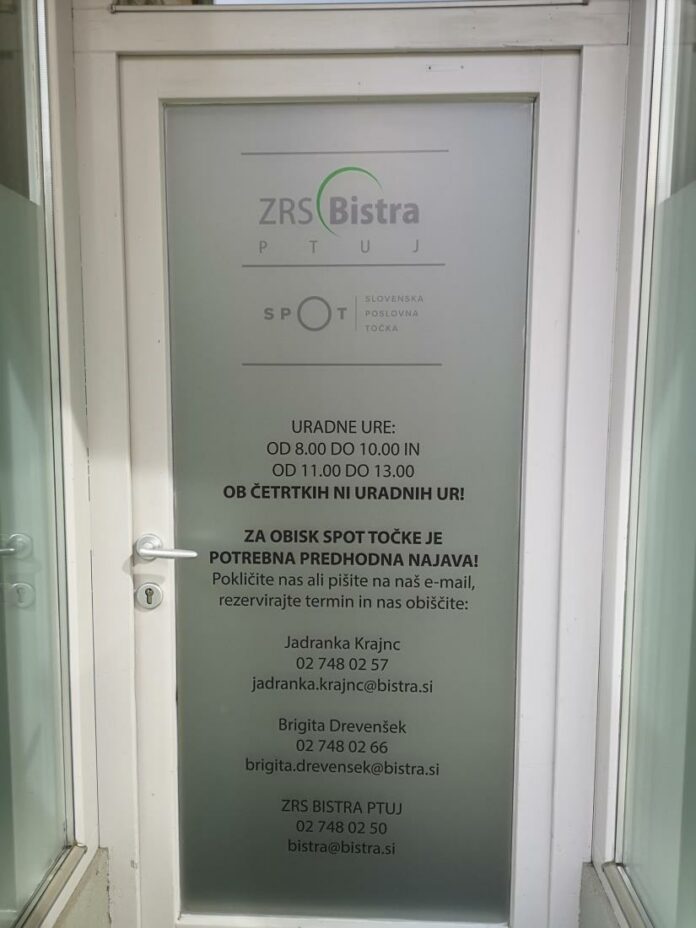 ZRS Bistra
PTUJ
SPOT
SLOVENSKA
POSLOVNA
TOČKA
URADNE URE:
OD 8.00 DO 10.00 IN
OD 11.00 DO 13.00
OB ČETRTKIH NI URADNIH UR!
ZA OBISK SPOT TOČKE JE
POTREBNA PREDHODNA NAJAVA!
Pokličite nas ali pišite na naš e-mail,
rezervirajte termin in nas obiščite:
Jadranka Krajnc
02 748 02 57
jadranka.krajnc@bistra.si
Brigita Drevenšek
02 748 02 66
brigita.drevensek@bistra.si
ZRS BISTRA PTUJ
02 748 02 50
bistra@bistra.si